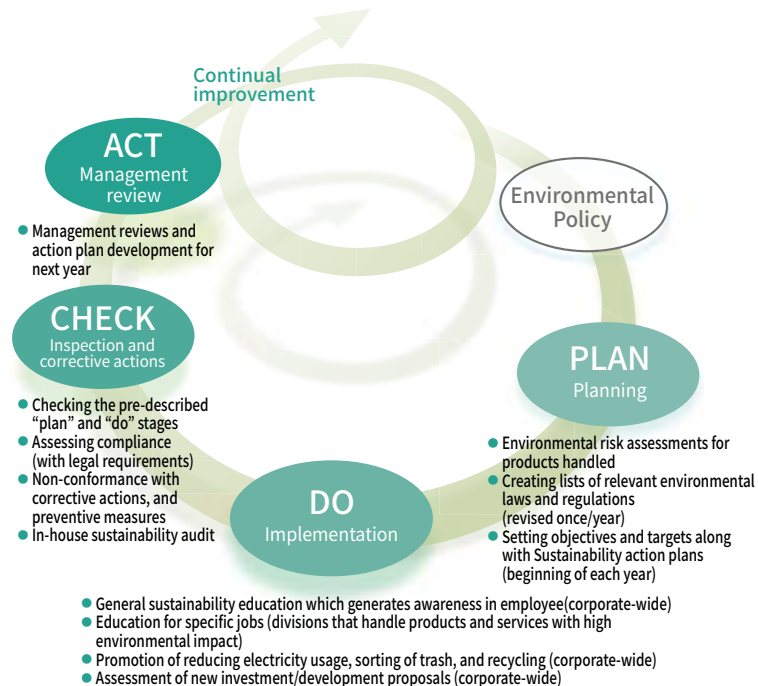 Continual
improvement
ACT
Management
review
● Management reviews and
action plan development for
next year
Environmental
Policy
CHECK
Inspection and
corrective actions
● Checking the pre-described
“plan” and “do” stages
● Assessing compliance
(with legal requirements)
● Non-conformance with
corrective actions, and
preventive measures
● In-house sustainability audit
PLAN
Planning
● Environmental risk assessments for
products handled
● Creating lists of relevant environmental
laws and regulations
(revised once/year)
● Setting objectives and targets along
with Sustainability action plans
(beginning of each year)
DO
Implementation
● General sustainability education which generates awareness in employee(corporate-wide)
● Education for specific jobs (divisions that handle products and services with high
environmental impact)
● Promotion of reducing electricity usage, sorting of trash, and recycling (corporate-wide)
● Assessment of new investment/development proposals (corporate-wide)